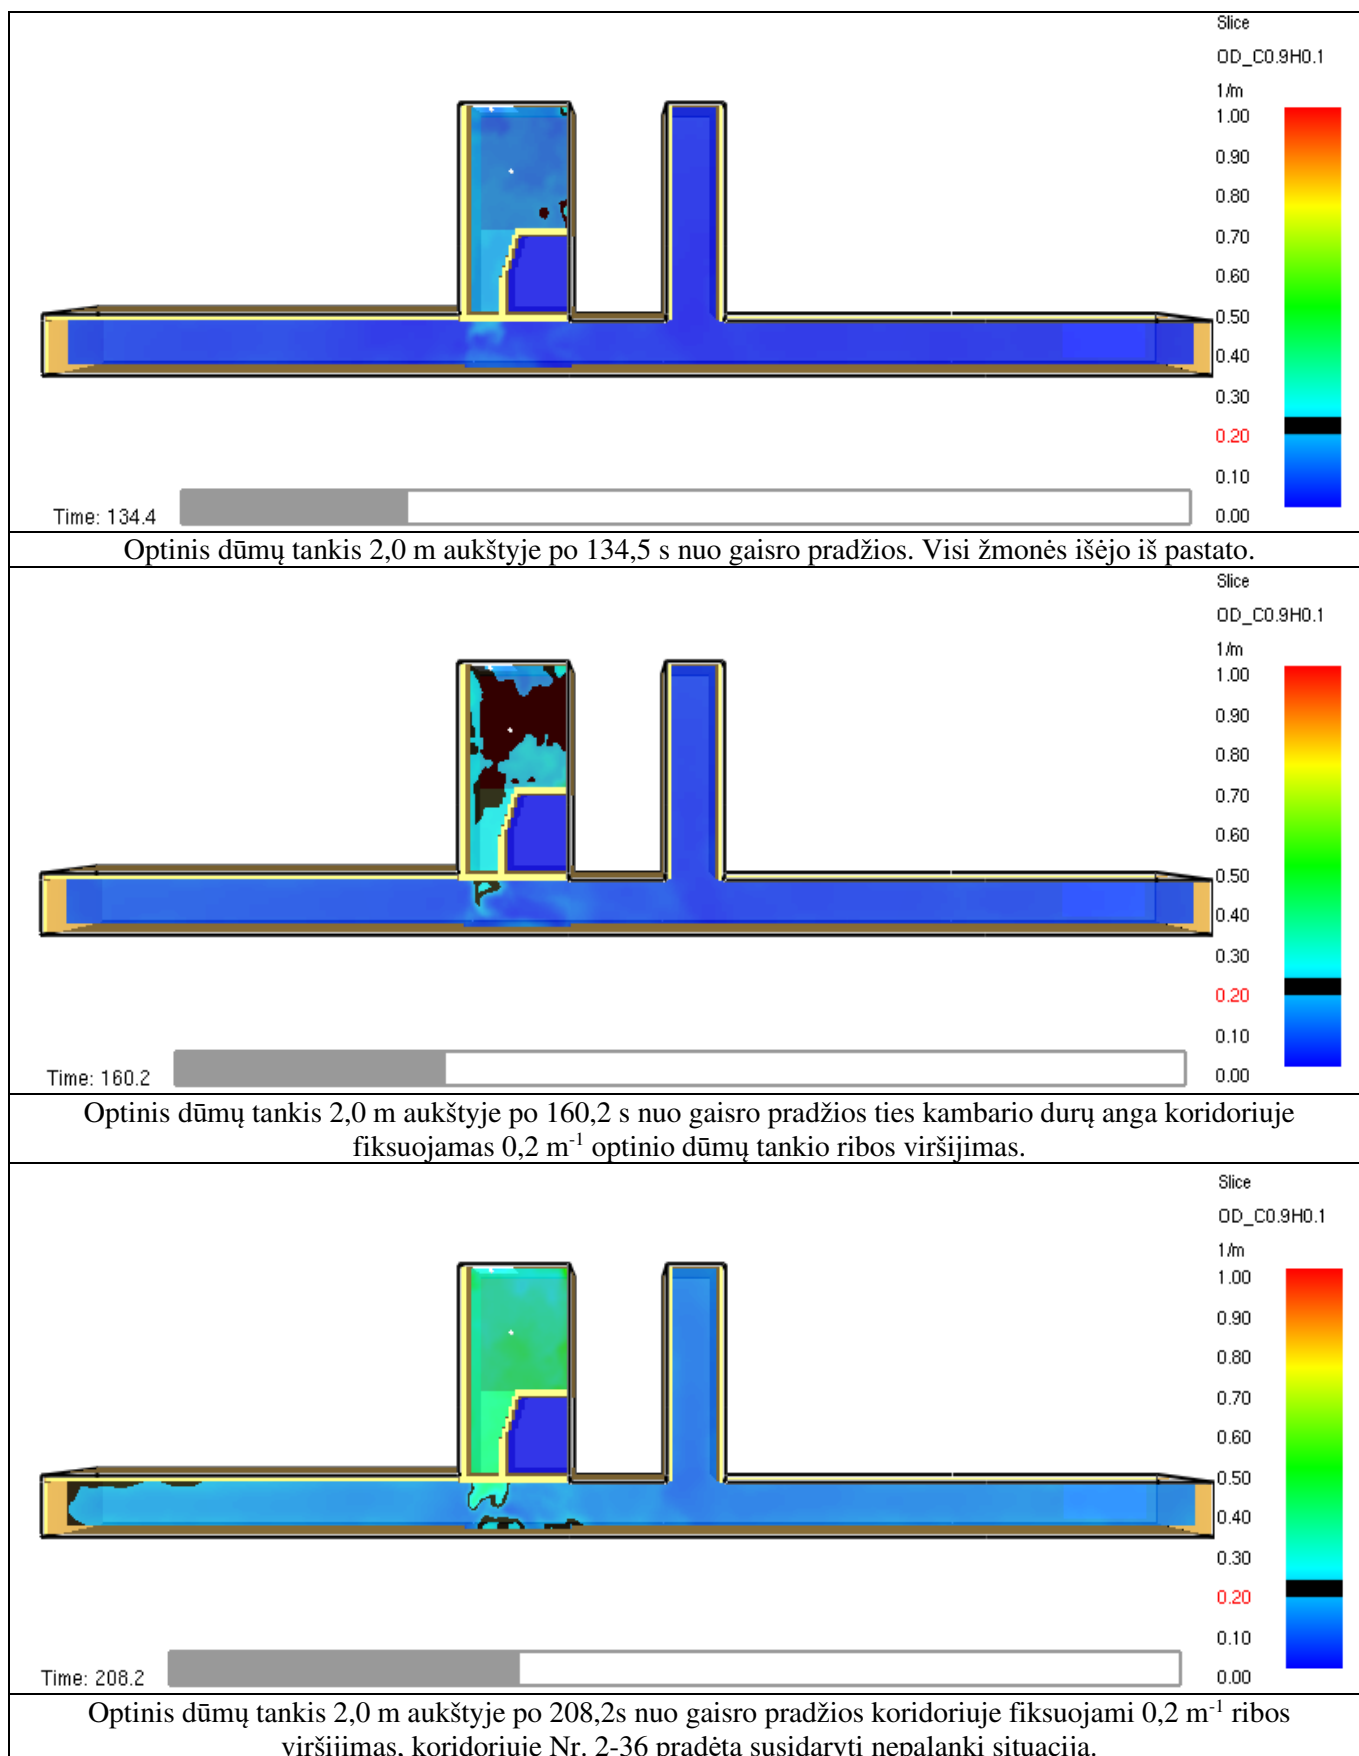 Slice
OD_C0.9H0.1
1/m
1.00
0.90
0.80
0.70
0.60
0.50
0.40
0.30
0.20
0.10
0.00
Time: 134.4
Optinis dūmų tankis 2,0 m aukštyje po 134,5 s nuo gaisro pradžios. Visi žmonės išėjo iš pastato.
Slice
OD_C0.9H0.1
1/m
1.00
0.90
0.80
0.70
0.60
0.50
0.40
0.30
0.20
0.10
0.00
Time: 160.2
Optinis dūmų tankis 2,0 m aukštyje po 160,2 s nuo gaisro pradžios ties kambario durų anga koridoriuje
fiksuojamas 0,2 m⁻¹ optinio dūmų tankio ribos viršijimas.
Slice
OD_C0.9H0.1
1/m
1.00
0.90
0.80
0.70
0.60
0.50
0.40
0.30
0.20
0.10
0.00
Time: 208.2
Optinis dūmų tankis 2,0 m aukštyje po 208,2s nuo gaisro pradžios koridoriuje fiksuojami 0,2 m⁻¹ ribos
viršijimas, koridoriuje Nr. 2-36 pradėta susidaryti nepalanki situacija.